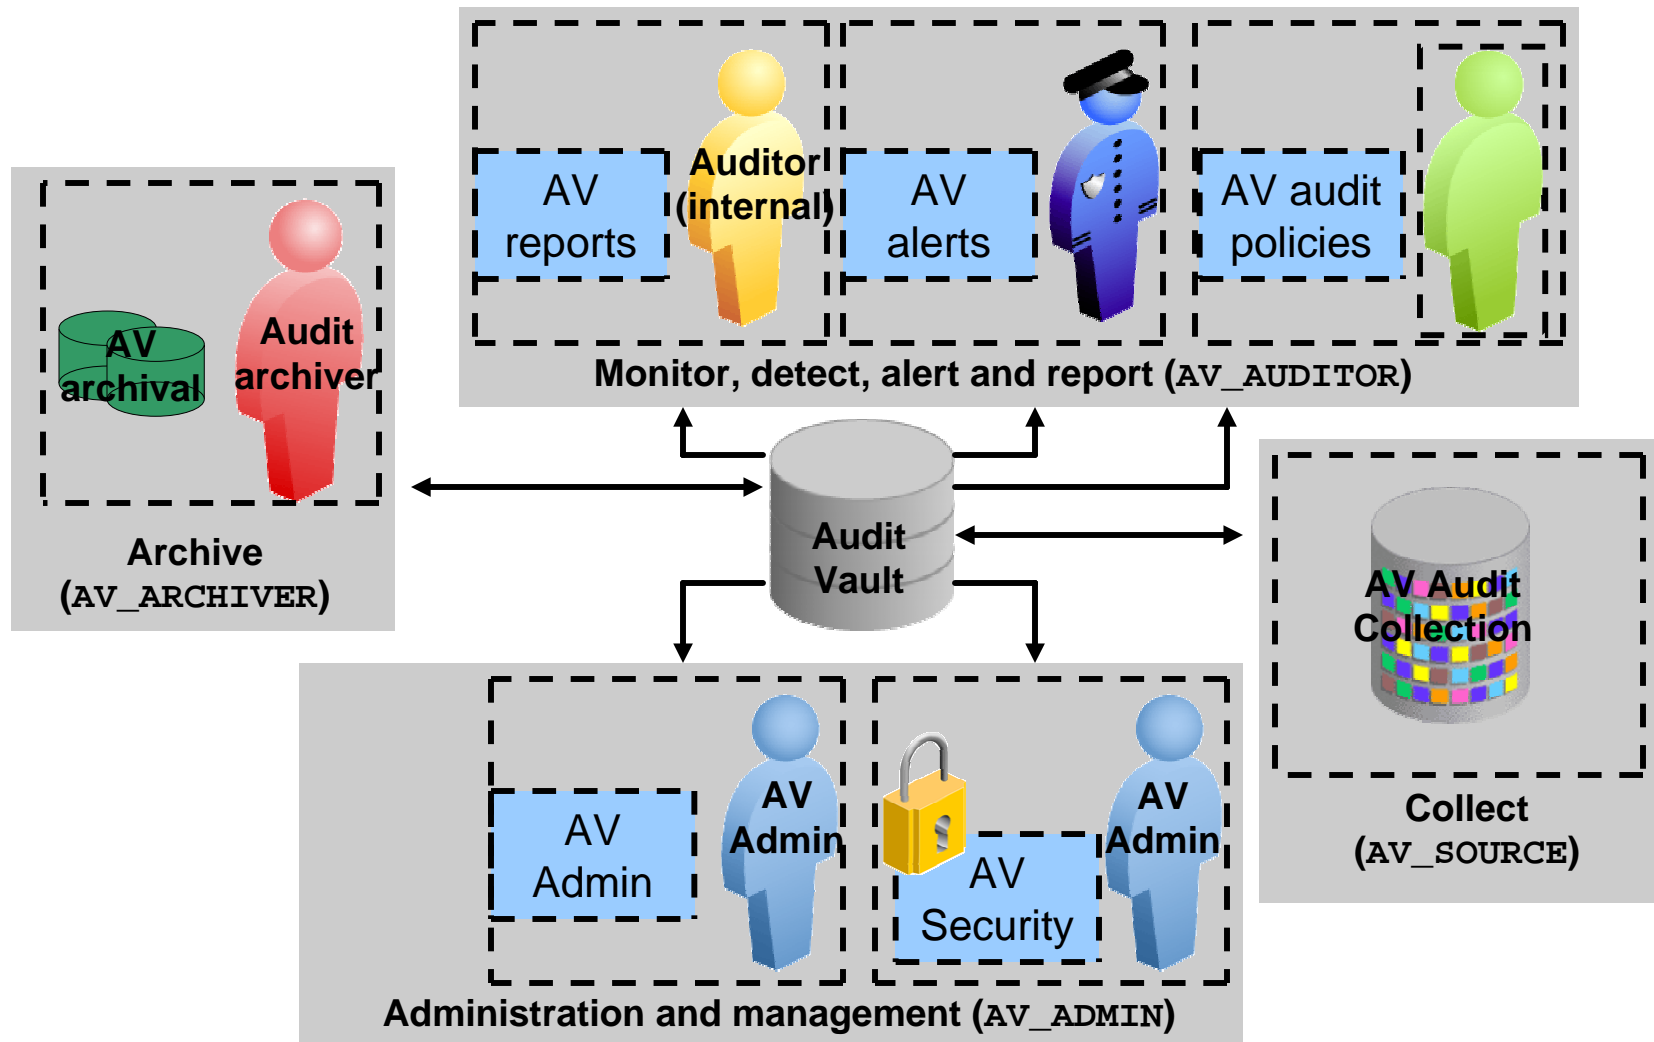 AV
reports
Auditor
(internal)
AV
alerts
AV audit
policies
Monitor, detect, alert and report (AV_AUDITOR)
AV
archival
Audit
archiver
Archive
(AV_ARCHIVER)
Audit
Vault
AV Audit
Collection
Collect
(AV_SOURCE)
AV
Admin
AV
Admin
AV
Security
AV
Admin
Administration and management (AV_ADMIN)